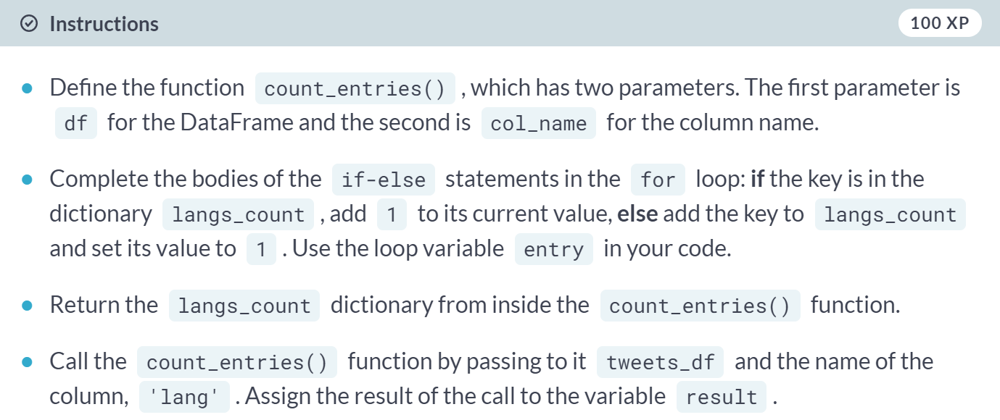 Instructions
100 XP
Define the function count_entries() , which has two parameters. The first parameter is
df for the DataFrame and the second is col_name for the column name.
Complete the bodies of the if-else statements in the for loop: if the key is in the
dictionary langs_count , add 1 to its current value, else add the key to langs_count
and set its value to 1 . Use the loop variable entry in your code.
Return the langs_count dictionary from inside the count_entries() function.
Call the count_entries() function by passing to it tweets_df and the name of the
column, 'lang' . Assign the result of the call to the variable result .